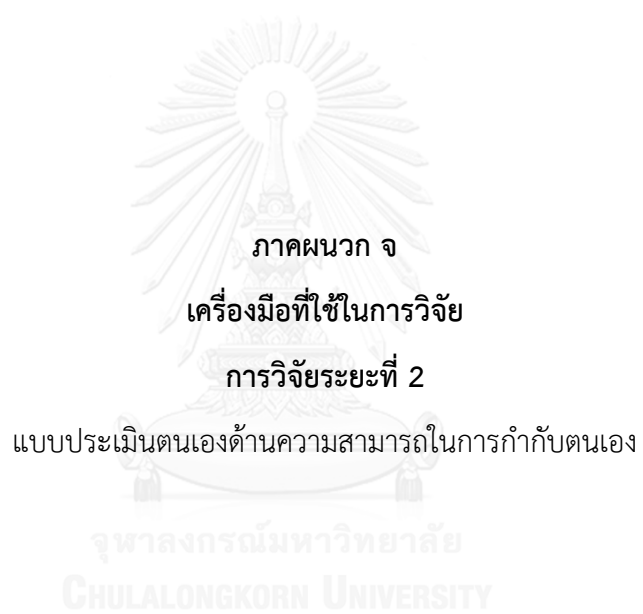 ภาคผนวก จ
เครื่องมือที่ใช้ในการวิจัย
การวิจัยระยะที่ 2
แบบประเมินตนเองด้านความสามารถในการกำกับตนเอง
จุฬาลงกรณ์มหาวิทยาลัย
CHULALONGKORN UNIVERSITY